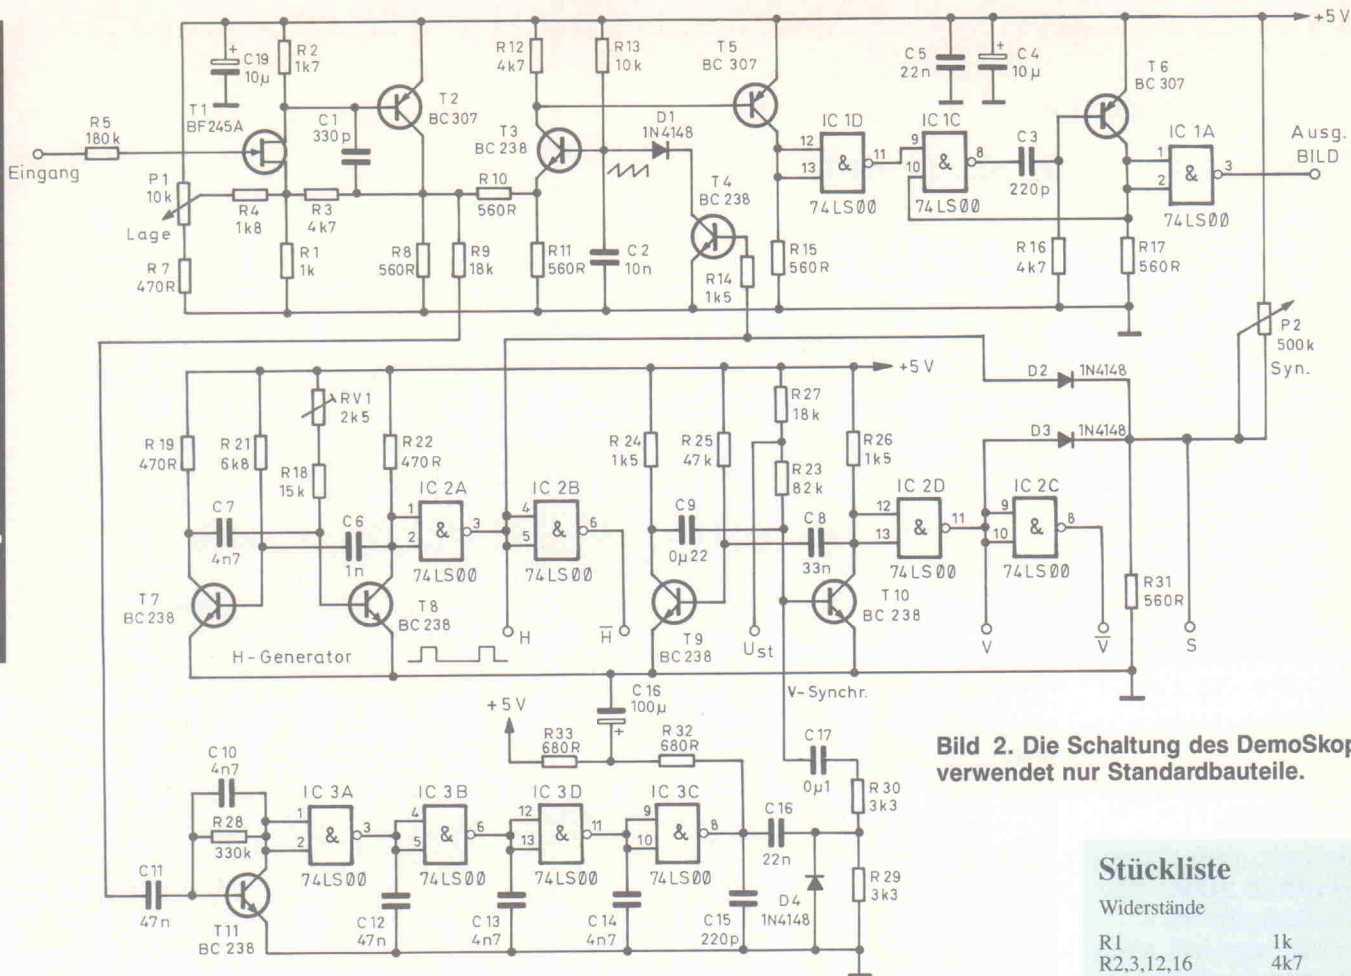 +5V
R2
1k7
C19
10µ
+
T1
BF245A
R5
180k
Eingang
P1
10k
Lage
R4
1k8
R3
4k7
R7
470R
R1
1k
C1
330p
T2
BC307
R8
560R
R9
18k
R10
560R
R12
4k7
R13
10k
T3
BC 238
D1
1N4148
R11
560R
C2
10n
T4
BC 238
R14
1k5
T5
BC 307
R15
560R
IC 1D
12
13
&
11
74LS00
IC 1C
9
10
&
8
74LS00
C5
22n
C4
10µ
+
C3
220p
T6
BC 307
R16
4k7
R17
560R
IC 1A
1
2
&
3
74LS00
Ausg.
BILD
P2
500k
Syn.
+5V
R19
470R
R21
6k8
RV1
2k5
R18
15k
R22
470R
C7
4n7
C6
1n
T7
BC238
T8
BC238
H-Generator
IC 2A
1
2
&
3
74LS00
IC 2B
4
5
&
6
74LS00
H
H̅
R24
1k5
R25
47k
R27
18k
R23
82k
R26
1k5
C9
0µ22
C8
33n
T9
BC238
Ust
T10
BC 238
V-Synchr.
IC 2D
12
13
&
11
74LS00
IC 2C
9
10
&
8
74LS00
D2
1N4148
D3
1N4148
R31
560R
V
V̅
S
C16
100µ
+
+5V
R33
680R
R32
680R
C10
4n7
R28
330k
C11
47n
T11
BC 238
IC 3A
1
2
&
3
74LS00
IC 3B
4
5
&
6
74LS00
IC 3D
12
13
&
11
74LS00
IC 3C
9
10
&
8
74LS00
C12
47n
C13
4n7
C14
4n7
C15
220p
C16
22n
D4
1N4148
C17
0µ1
R30
3k3
R29
3k3
Bild 2. Die Schaltung des DemoSkop
verwendet nur Standardbauteile.
Stückliste
Widerstände
R1 1k
R2,3,12,16 4k7